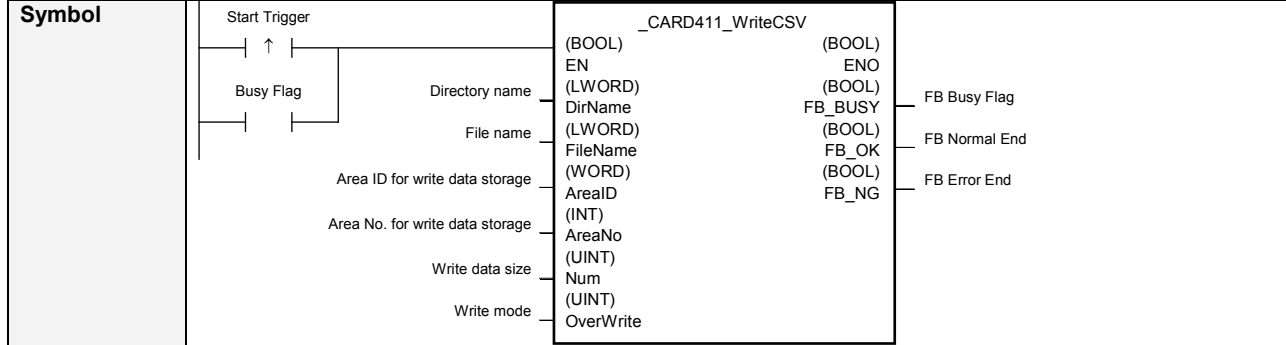 Symbol
Start Trigger
↑
Busy Flag
Directory name
File name
Area ID for write data storage
Area No. for write data storage
Write data size
Write mode
_CARD411_WriteCSV
(BOOL) (BOOL)
EN ENO
(LWORD) (BOOL)
DirName FB_BUSY
(LWORD) (BOOL)
FileName FB_OK
(WORD) (BOOL)
AreaID FB_NG
(INT)
AreaNo
(UINT)
Num
(UINT)
OverWrite
FB Busy Flag
FB Normal End
FB Error End